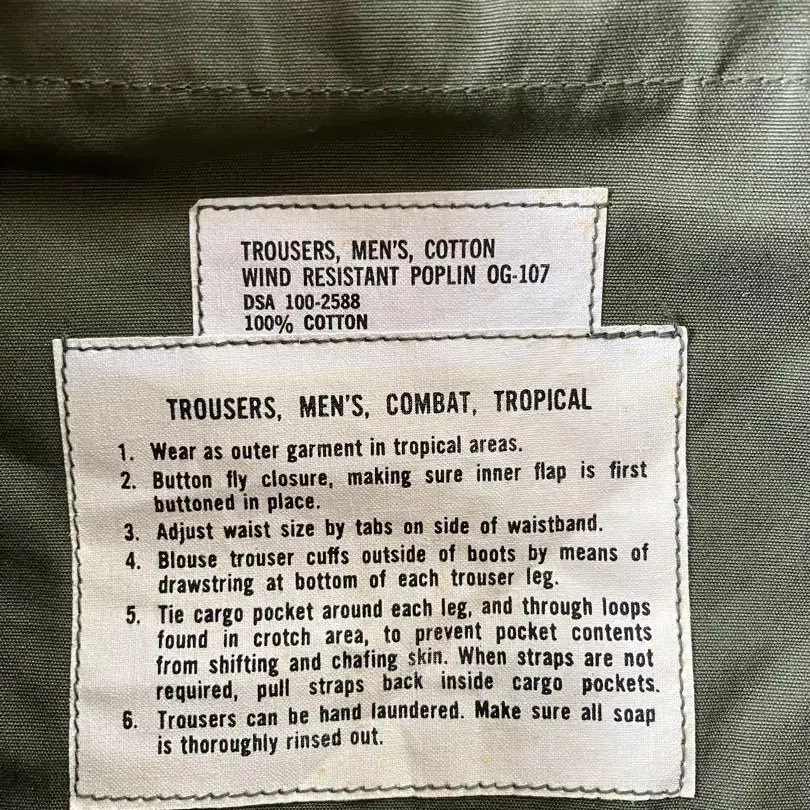 TROUSERS, MEN'S, COTTON
WIND RESISTANT POPLIN OG-107
DSA 100-2588
100% COTTON
TROUSERS, MEN'S, COMBAT, TROPICAL
1. Wear as outer garment in tropical areas.
2. Button fly closure, making sure inner flap is first
buttoned in place.
3. Adjust waist size by tabs on side of waistband.
4. Blouse trouser cuffs outside of boots by means of
drawstring at bottom of each trouser leg.
5. Tie cargo pocket around each leg, and through loops
found in crotch area, to prevent pocket contents
from shifting and chafing skin. When straps are not
required, pull straps back inside cargo pockets.
6. Trousers can be hand laundered. Make sure all soap
is thoroughly rinsed out.